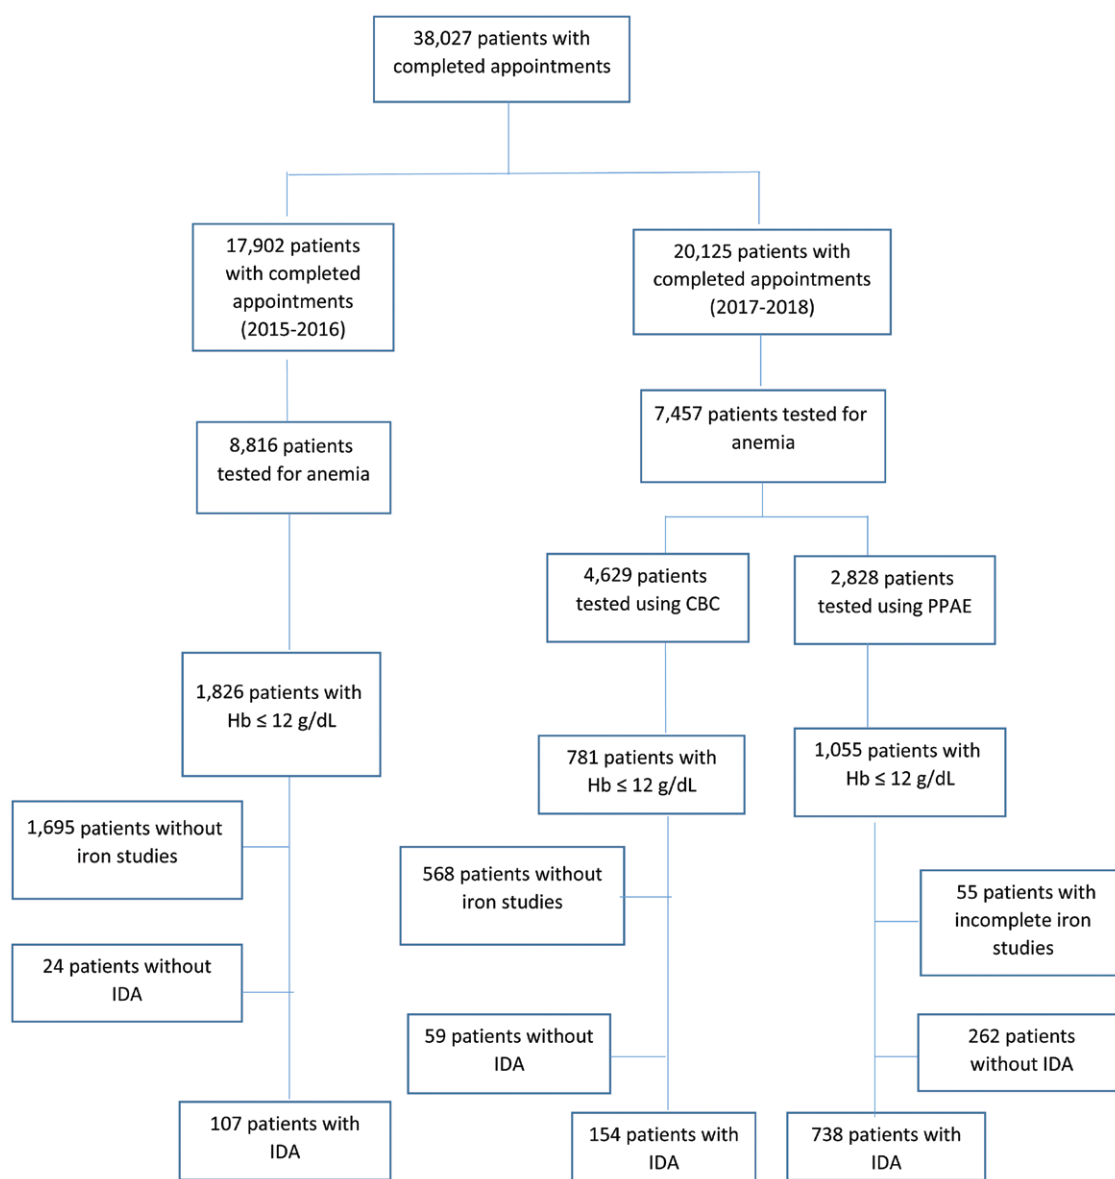 38,027 patients with
completed appointments
17,902 patients
with completed
appointments
(2015-2016)
20,125 patients with
completed appointments
(2017-2018)
8,816 patients
tested for anemia
7,457 patients tested for
anemia
4,629 patients
tested using CBC
2,828 patients
tested using PPAE
1,826 patients with
Hb ≤ 12 g/dL
781 patients with
Hb ≤ 12 g/dL
1,055 patients with
Hb ≤ 12 g/dL
1,695 patients without
iron studies
568 patients without
iron studies
55 patients with
incomplete iron
studies
24 patients without
IDA
59 patients without
IDA
262 patients
without IDA
107 patients with
IDA
154 patients with
IDA
738 patients with
IDA